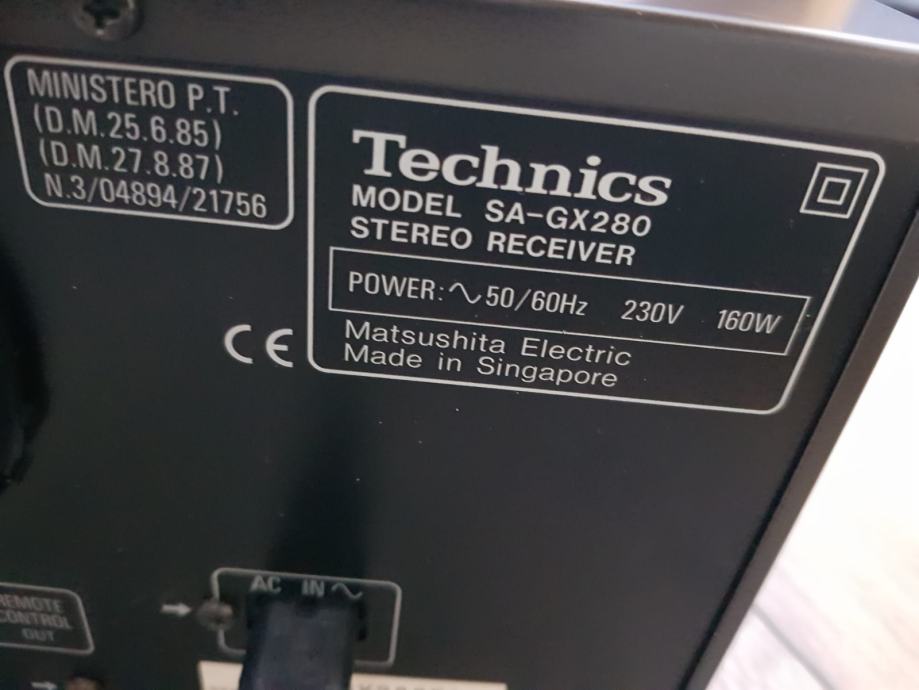 MINISTERO P.T.
(D.M.25.6.85)
(D.M.27.8.87)
N.3/04894/21756
Technics
MODEL SA-GX280
STEREO RECEIVER
POWER:∿50/60Hz 230V 160W
Matsushita Electric
Made in Singapore
CE
AC IN ∿
REMOTE
CONTROL
OUT